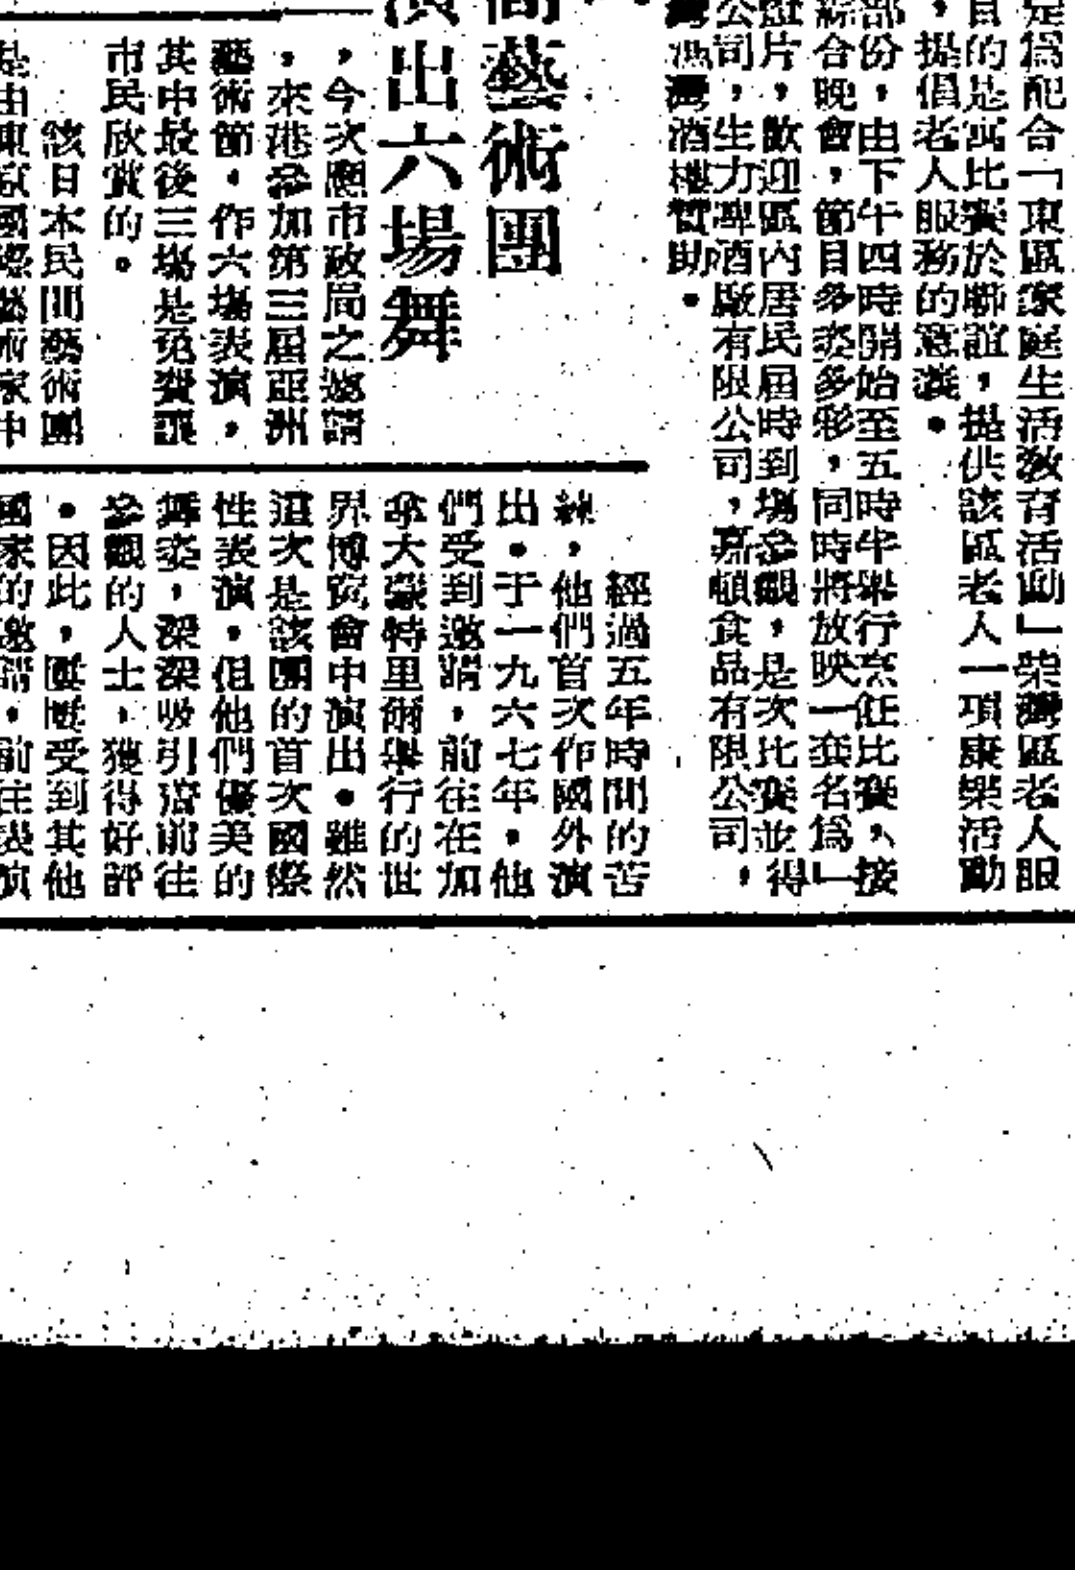 是爲配合「東區家庭生活敎育活動」柴灣區老人服
目的是寓比賽於聯誼，提供該區老人一項康樂活動
，提倡老人服務的意義。
部份，由下午四時開始至五時半舉行烹飪比賽，接
綜合晚會，節目多姿多彩，同時將放映一套名爲「
片，歡迎區內居民屆時到場參觀，是次比賽並得
公司，生力啤酒廠有限公司，嘉頓食品有限公司，
灣漁灣酒樓贊助。
間藝術團
演出六場舞
，今次應市政局之邀請
，來港參加第三屆亞洲
藝術節，作六場表演，
其中最後三場是免費讓
市民欣賞的。
該日本民間藝術團
是由東京國際藝術家中
經過五年時間的苦
練，他們首次作國外演
出。于一九六七年，他
們受到邀請，前往在加
拿大蒙特里爾舉行的世
界博覽會中演出。雖然
這次是該團的首次國際
性表演，但他們優美的
舞姿，深深吸引着前往
參觀的人士，獲得好評
。因此，屢屢受到其他
國家的邀請，前往表演